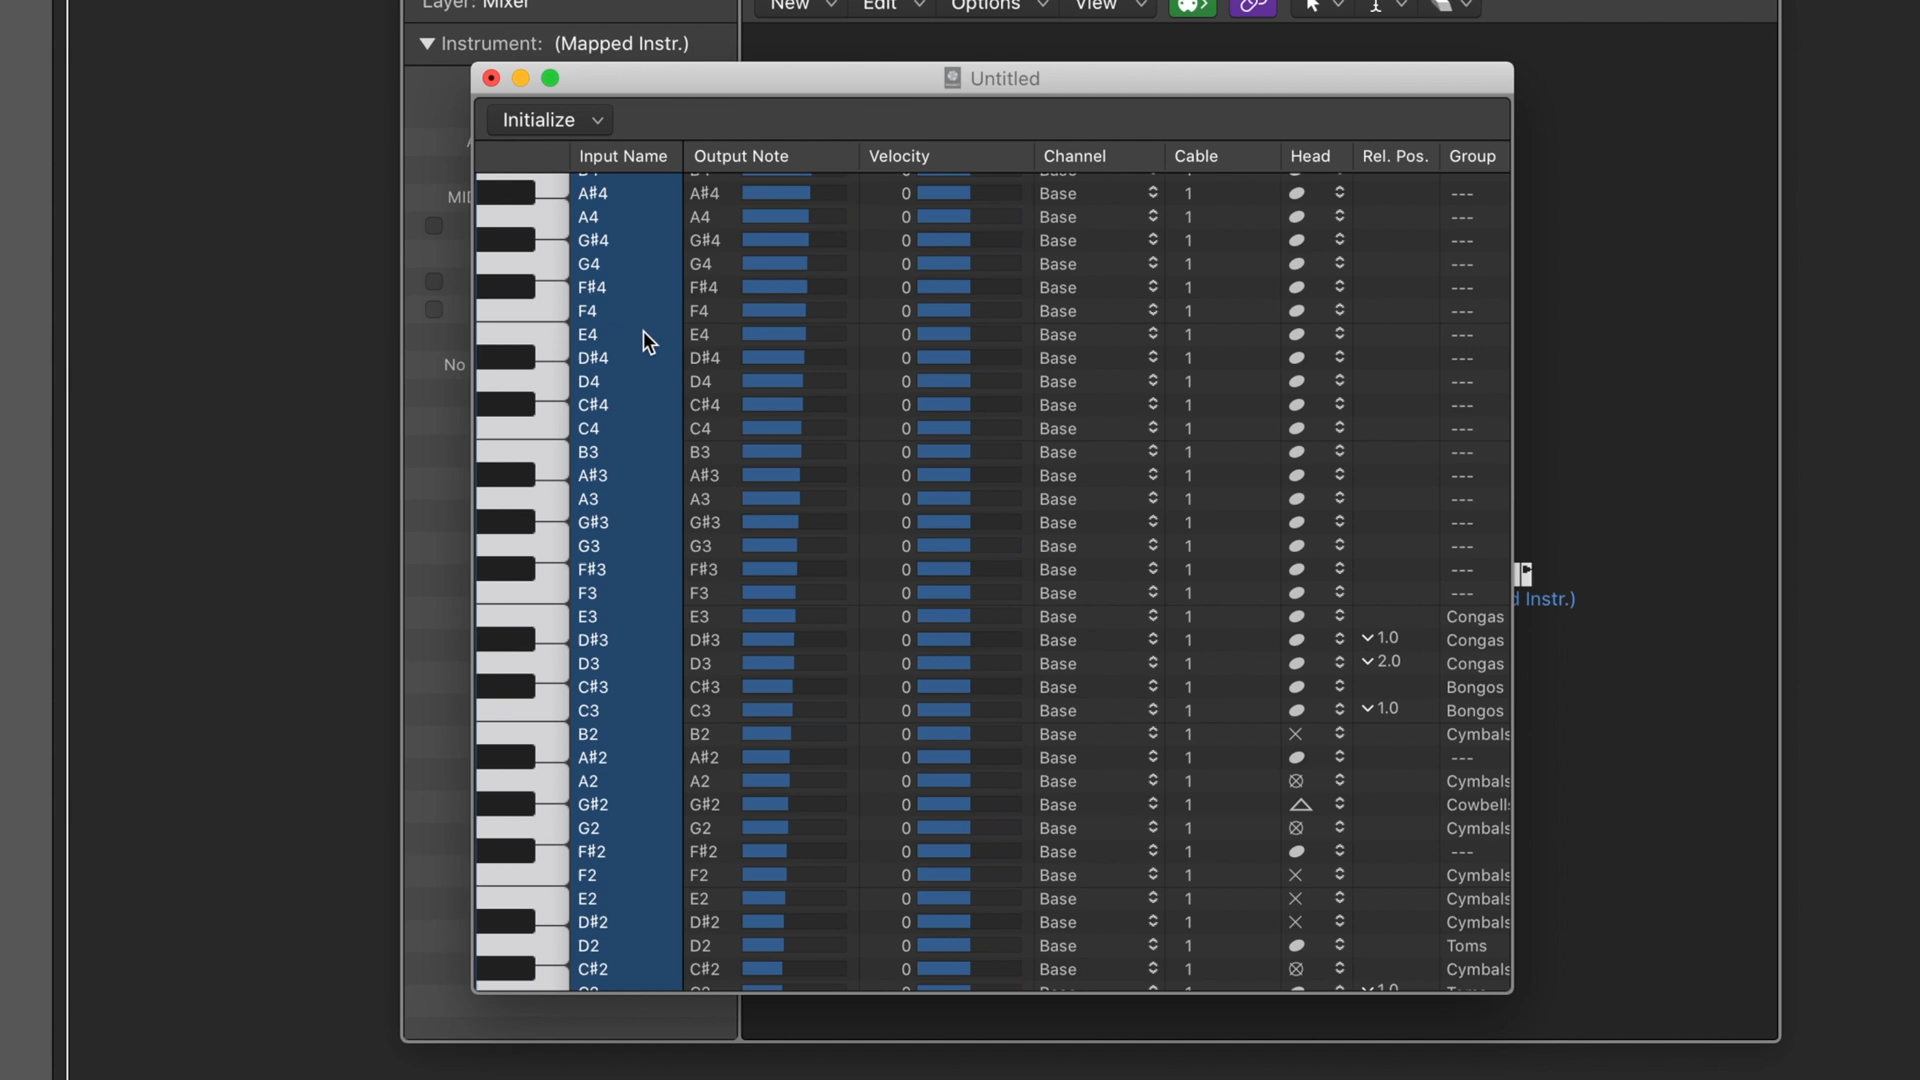 Layer: Mixer
New Edit Options View
Instrument: (Mapped Instr.)
Untitled
Initialize
Input Name Output Note Velocity Channel Cable Head Rel. Pos. Group
A#4 A#4 0 Base 1 ---
A4 A4 0 Base 1 ---
G#4 G#4 0 Base 1 ---
G4 G4 0 Base 1 ---
F#4 F#4 0 Base 1 ---
F4 F4 0 Base 1 ---
E4 E4 0 Base 1 ---
D#4 D#4 0 Base 1 ---
D4 D4 0 Base 1 ---
C#4 C#4 0 Base 1 ---
C4 C4 0 Base 1 ---
B3 B3 0 Base 1 ---
A#3 A#3 0 Base 1 ---
A3 A3 0 Base 1 ---
G#3 G#3 0 Base 1 ---
G3 G3 0 Base 1 ---
F#3 F#3 0 Base 1 ---
F3 F3 0 Base 1 ---
E3 E3 0 Base 1 Congas
D#3 D#3 0 Base 1 1.0 Congas
D3 D3 0 Base 1 2.0 Congas
C#3 C#3 0 Base 1 Bongos
C3 C3 0 Base 1 1.0 Bongos
B2 B2 0 Base 1 Cymbals
A#2 A#2 0 Base 1 ---
A2 A2 0 Base 1 Cymbals
G#2 G#2 0 Base 1 Cowbell
G2 G2 0 Base 1 Cymbals
F#2 F#2 0 Base 1 ---
F2 F2 0 Base 1 Cymbals
E2 E2 0 Base 1 Cymbals
D#2 D#2 0 Base 1 Cymbals
D2 D2 0 Base 1 Toms
C#2 C#2 0 Base 1 Cymbals
MID
No
d Instr.)